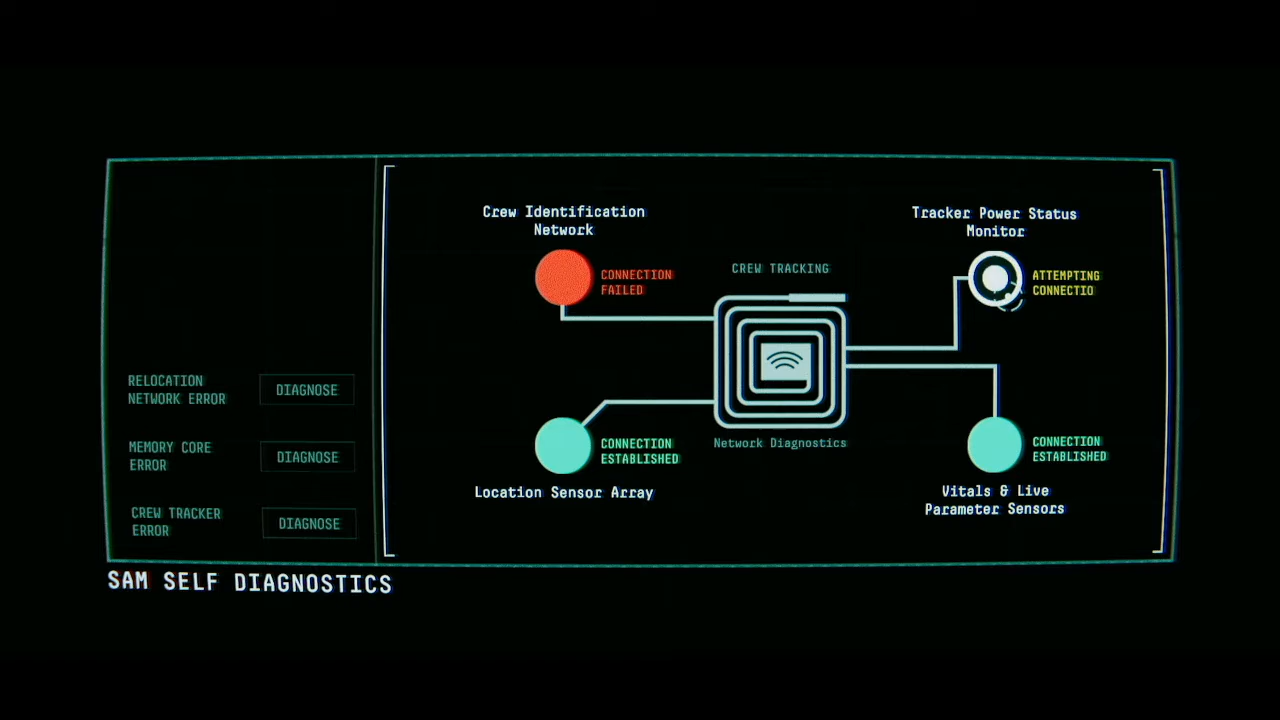 Crew Identification
Network
CONNECTION
FAILED
Tracker Power Status
Monitor
ATTEMPTING
CONNECTIO
CREW TRACKING
Network Diagnostics
RELOCATION
NETWORK ERROR
DIAGNOSE
MEMORY CORE
ERROR
DIAGNOSE
CREW TRACKER
ERROR
DIAGNOSE
CONNECTION
ESTABLISHED
Location Sensor Array
CONNECTION
ESTABLISHED
Vitals & Live
Parameter Sensors
SAM SELF DIAGNOSTICS